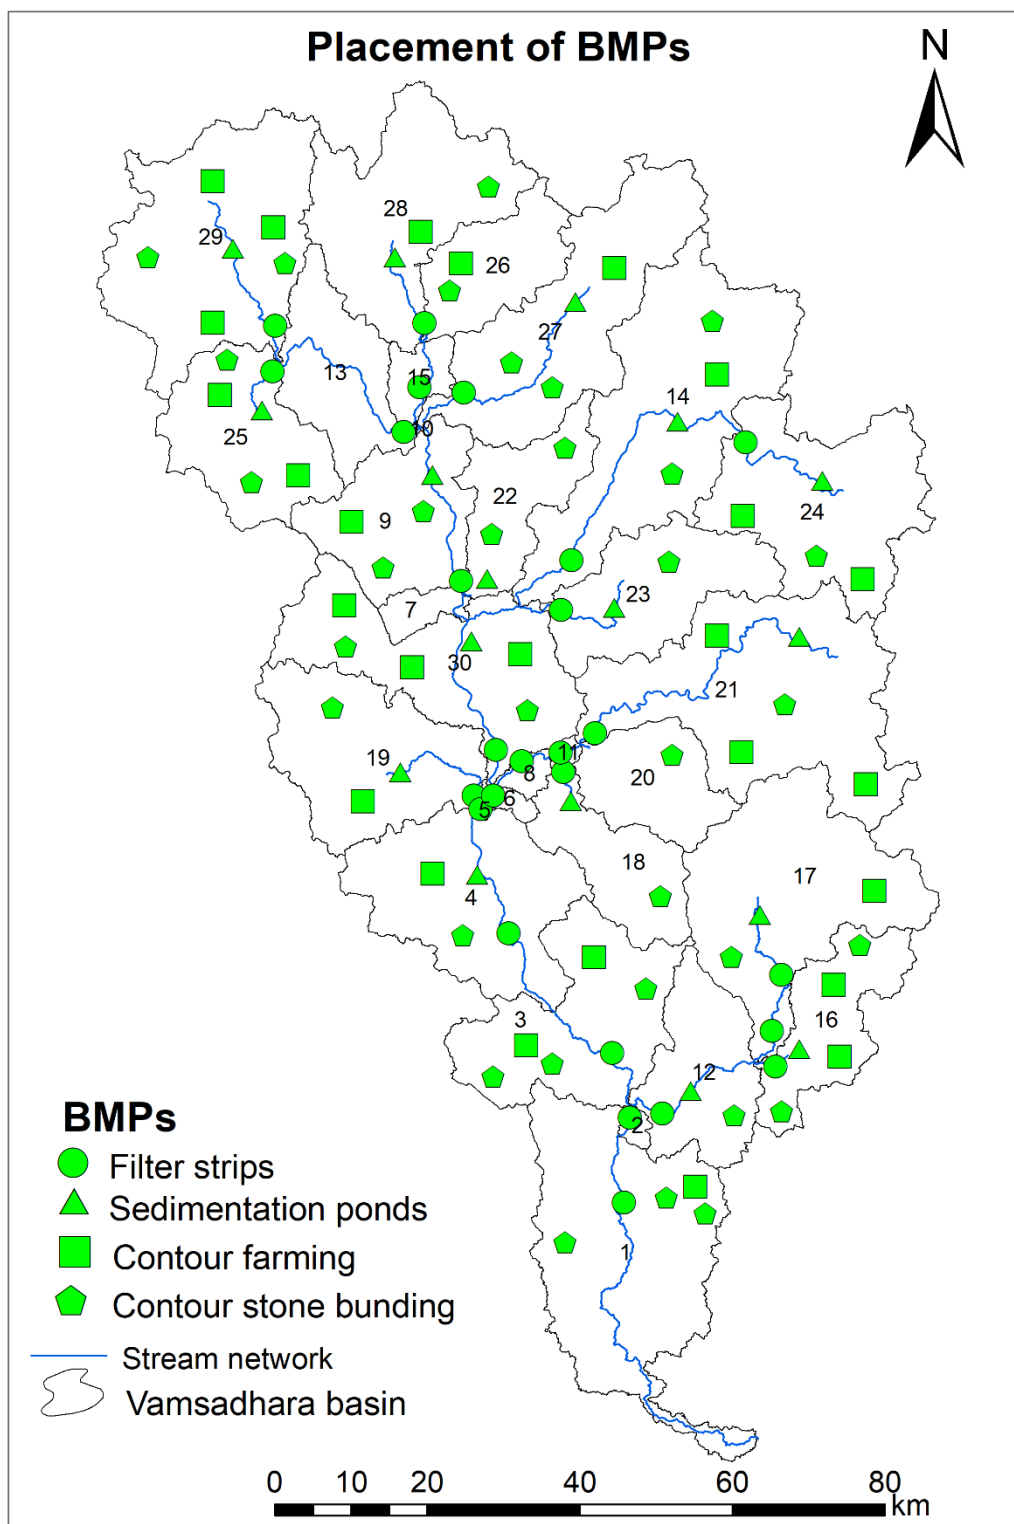 Placement of BMPs
N
28
29
26
27
13
15
14
10
25
22
9
24
23
7
30
21
19
11
8
20
6
5
18
17
4
3
16
12
2
1
BMPs
Filter strips
Sedimentation ponds
Contour farming
Contour stone bunding
Stream network
Vamsadhara basin
0 10 20 40 60 80
km